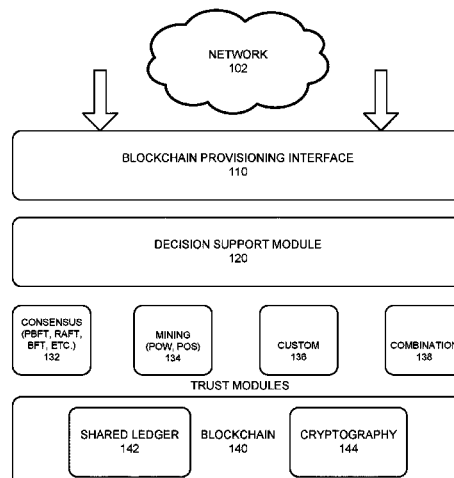 NETWORK
102
BLOCKCHAIN PROVISIONING INTERFACE
110
DECISION SUPPORT MODULE
120
CONSENSUS
(PBFT, RAFT,
BFT, ETC.)
132
MINING
(POW, POS)
134
CUSTOM
136
COMBINATION
138
TRUST MODULES
SHARED LEDGER
142
BLOCKCHAIN
140
CRYPTOGRAPHY
144